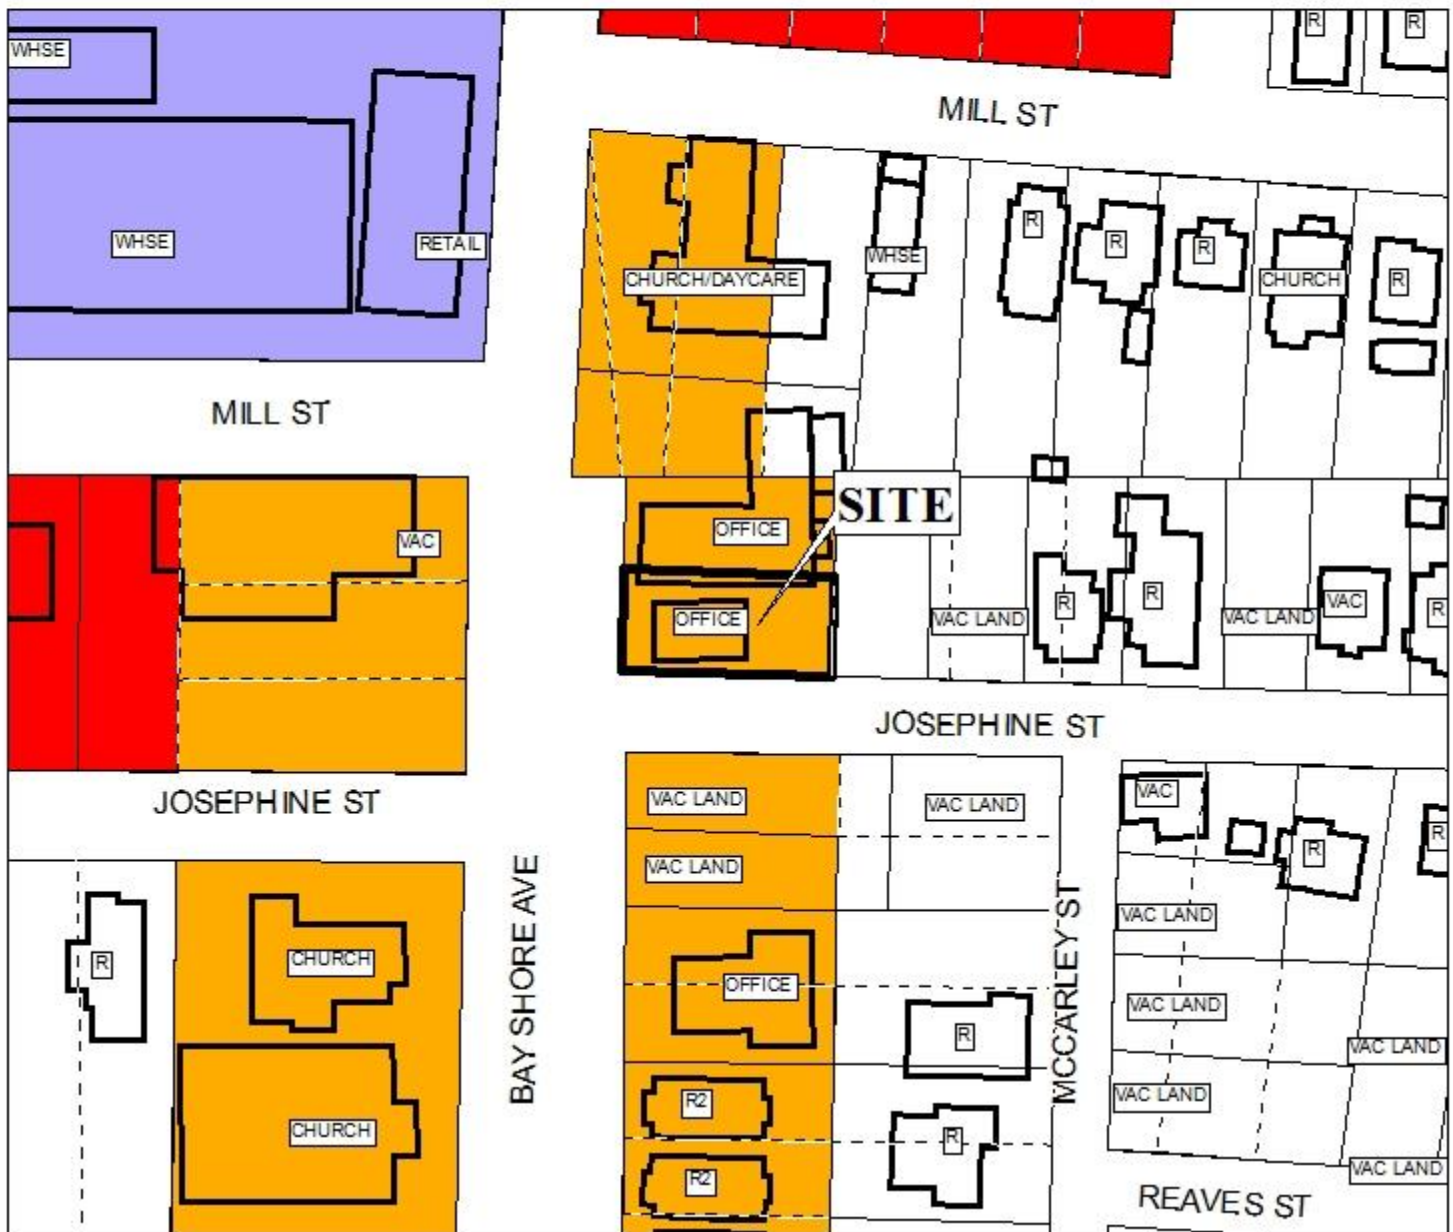 R
R
WHSE
MILL ST
WHSE
RETAIL
CHURCH/DAYCARE
WHSE
R
R
R
CHURCH
R
MILL ST
VAC
OFFICE
SITE
OFFICE
VAC LAND
R
R
VAC LAND
VAC
R
JOSEPHINE ST
JOSEPHINE ST
VAC LAND
VAC LAND
VAC
R
R
VAC LAND
BAY SHORE AVE
MCCARLEY ST
VAC LAND
R
CHURCH
OFFICE
VAC LAND
R
VAC LAND
R2
VAC LAND
CHURCH
R
R2
VAC LAND
REAVES ST